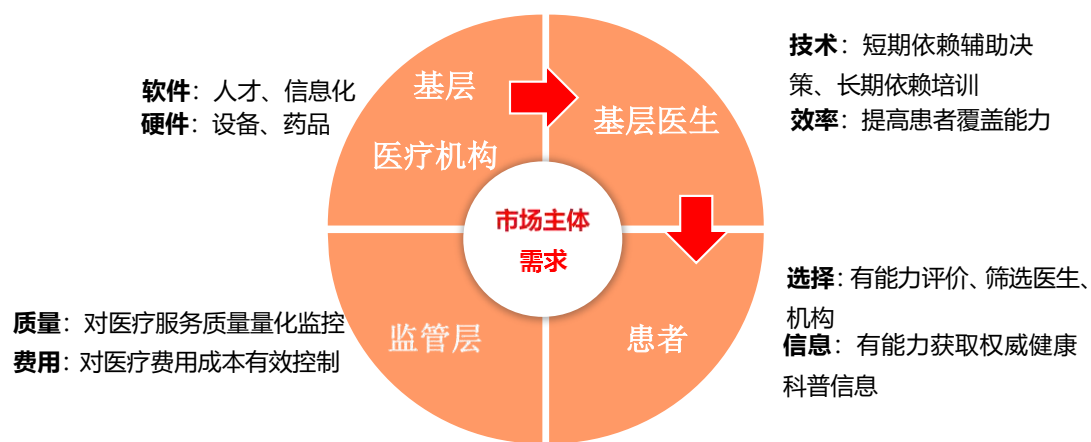 软件：人才、信息化
硬件：设备、药品
基层
医疗机构
基层医生
技术：短期依赖辅助决
策、长期依赖培训
效率：提高患者覆盖能力
市场主体
需求
质量：对医疗服务质量量化监控
费用：对医疗费用成本有效控制
监管层
患者
选择：有能力评价、筛选医生、
机构
信息：有能力获取权威健康
科普信息